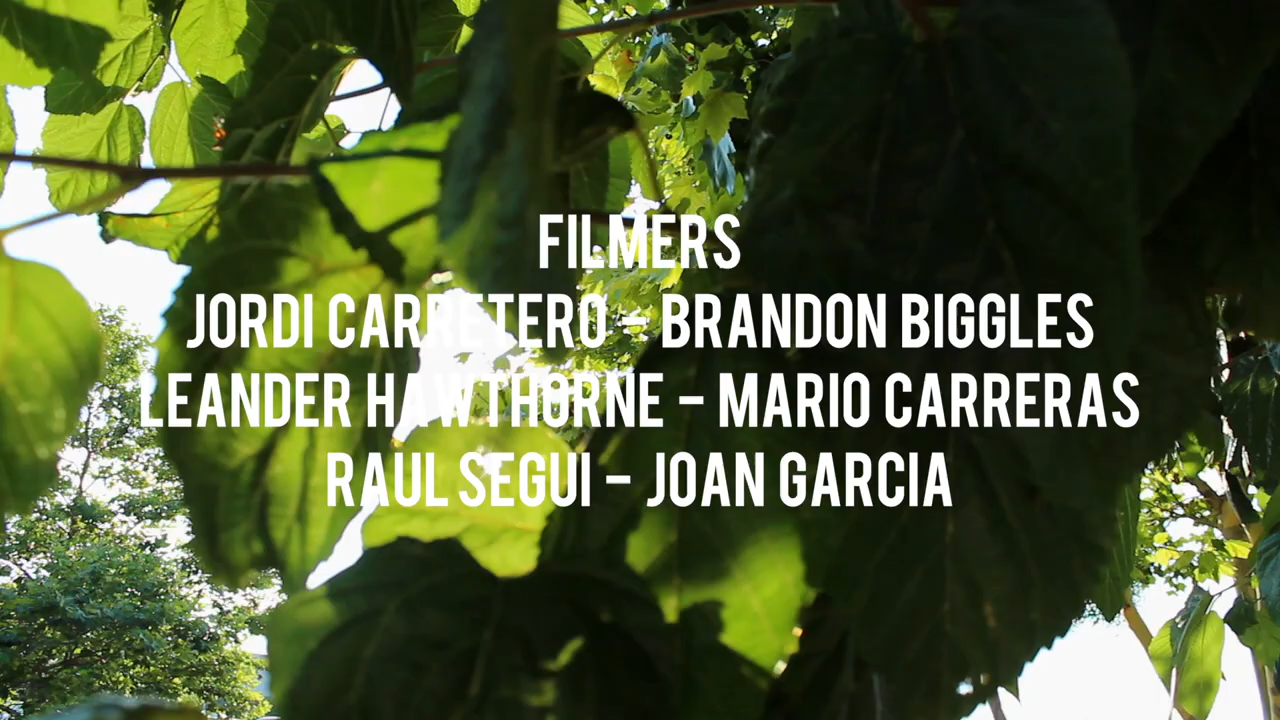 FILMERS
JORDI CARRETERO - BRANDON BIGGLES
LEANDER HAWTHORNE - MARIO CARRERAS
RAUL SEGUI - JOAN GARCIA